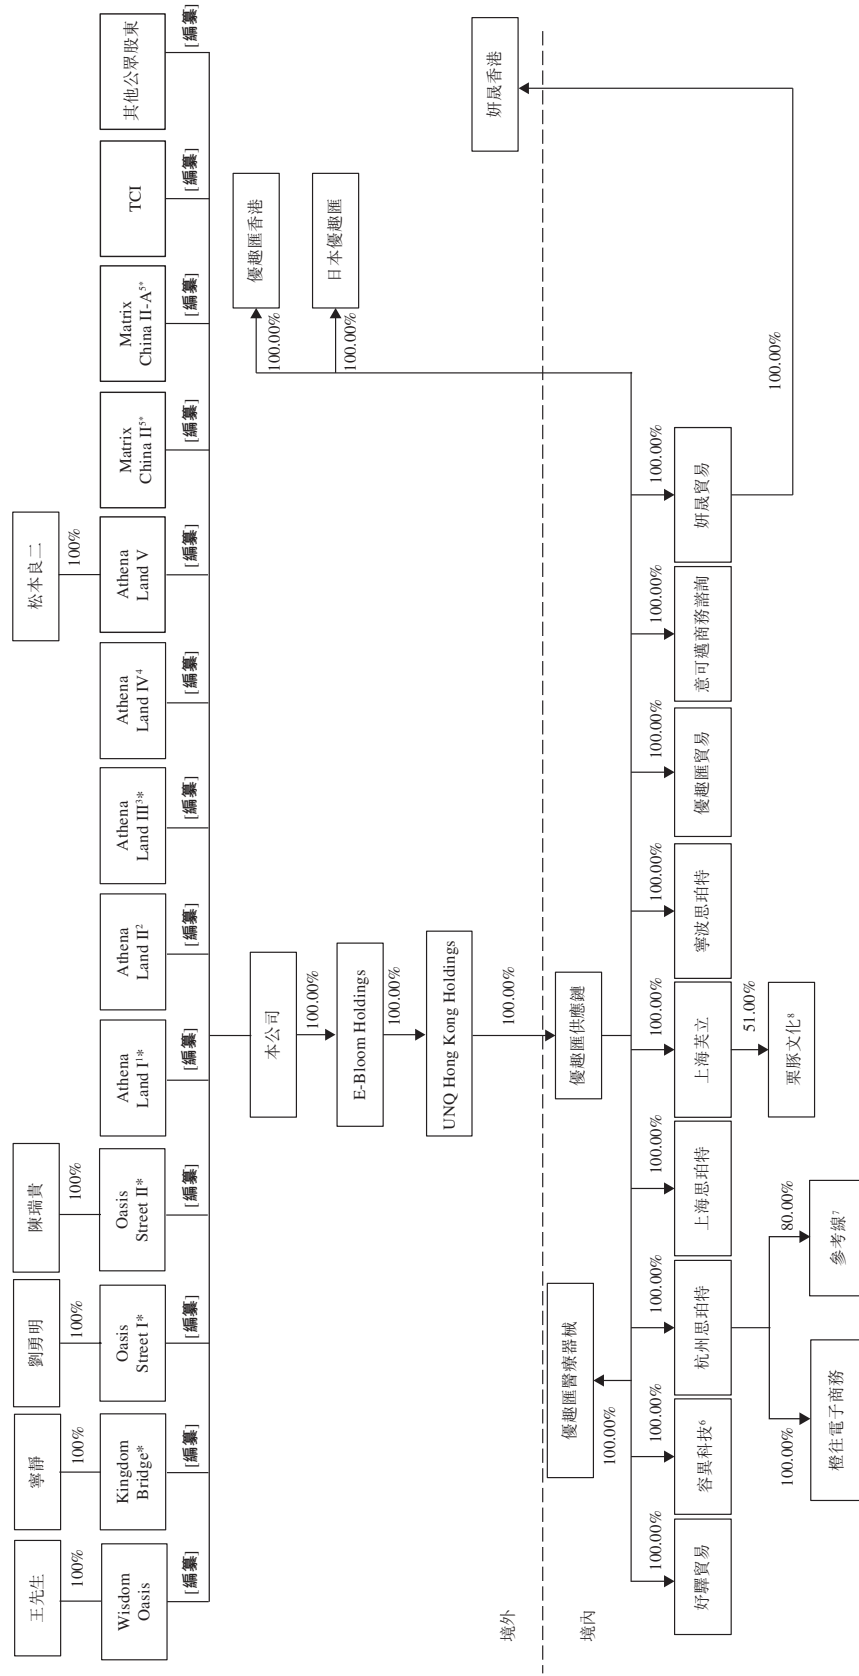 王先生
寧靜
劉勇明
陳瑞貴
松本良二
100%
100%
100%
100%
100%
Wisdom
Oasis
Kingdom
Bridge*
Oasis
Street I*
Oasis
Street II*
Athena
Land I¹*
Athena
Land II²
Athena
Land III³*
Athena
Land IV⁴
Athena
Land V
Matrix
China II⁵*
Matrix
China II-A⁵*
TCI
其他公眾股東
[編纂]
[編纂]
[編纂]
[編纂]
[編纂]
[編纂]
[編纂]
[編纂]
[編纂]
[編纂]
[編纂]
[編纂]
[編纂]
本公司
100.00%
E-Bloom Holdings
100.00%
UNQ Hong Kong Holdings
100.00%
優趣匯香港
100.00%
日本優趣匯
100.00%
妍晟香港
境外
境內
優趣匯醫療器械
100.00%
優趣匯供應鏈
100.00%
100.00%
100.00%
100.00%
100.00%
100.00%
100.00%
100.00%
100.00%
妤驛貿易
容異科技⁶
杭州思珀特
上海思珀特
上海芙立
寧波思珀特
優趣匯貿易
意可邁商務諮詢
妍晟貿易
100.00%
100.00%
80.00%
51.00%
橙往電子商務
參考線⁷
栗豚文化⁸